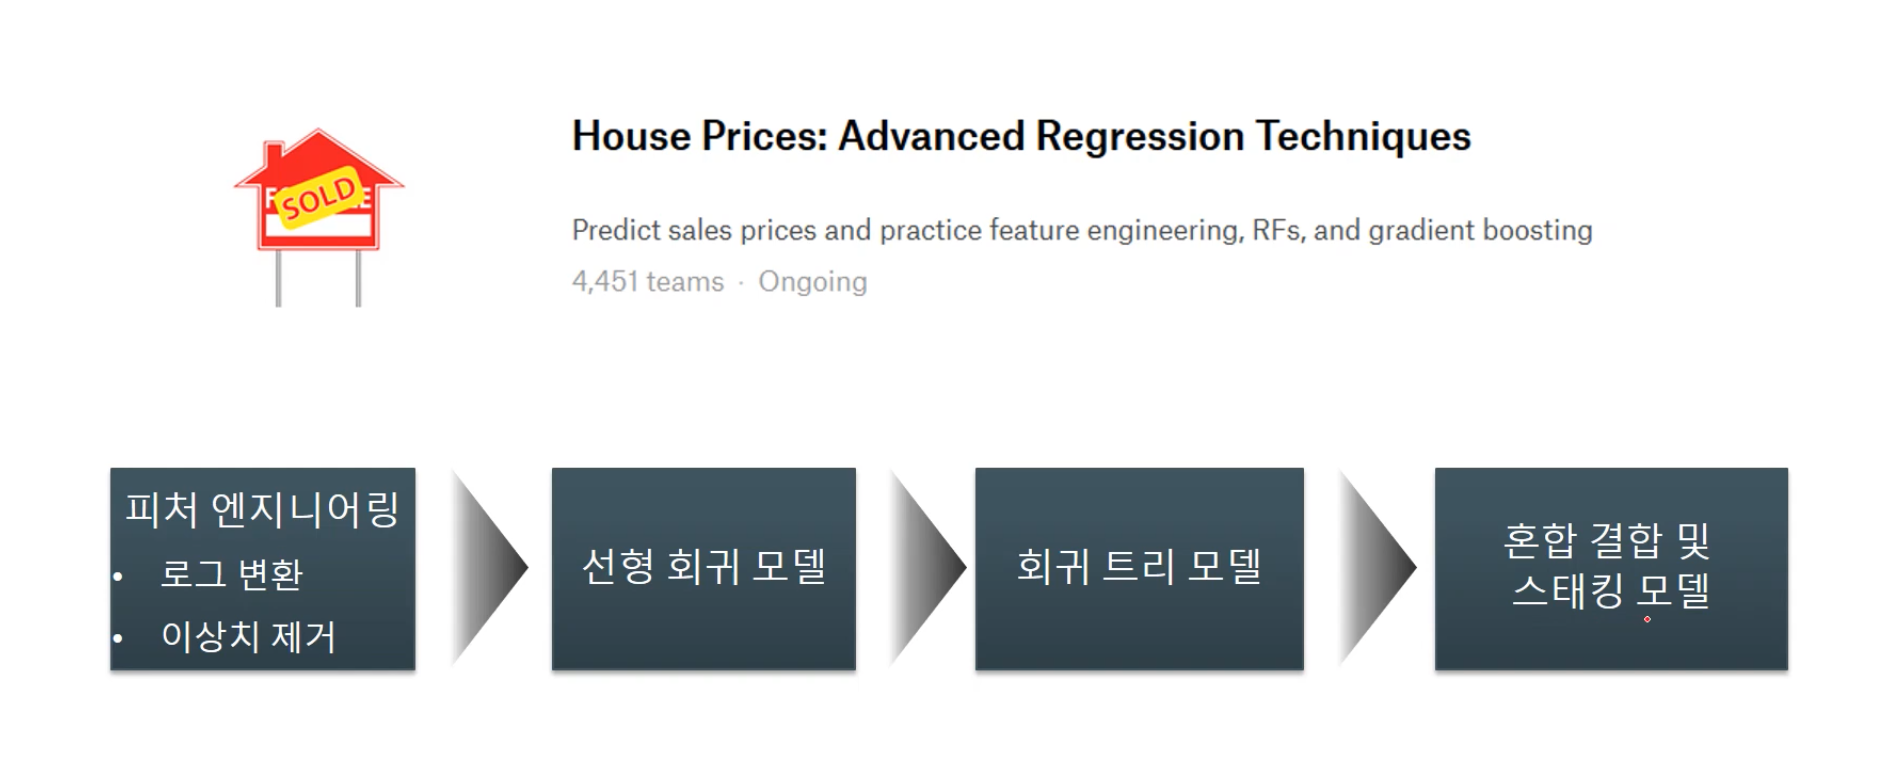 SOLD
House Prices: Advanced Regression Techniques
Predict sales prices and practice feature engineering, RFs, and gradient boosting
4,451 teams · Ongoing
피처 엔지니어링
• 로그 변환
• 이상치 제거
선형 회귀 모델
회귀 트리 모델
혼합 결합 및
스태킹 모델